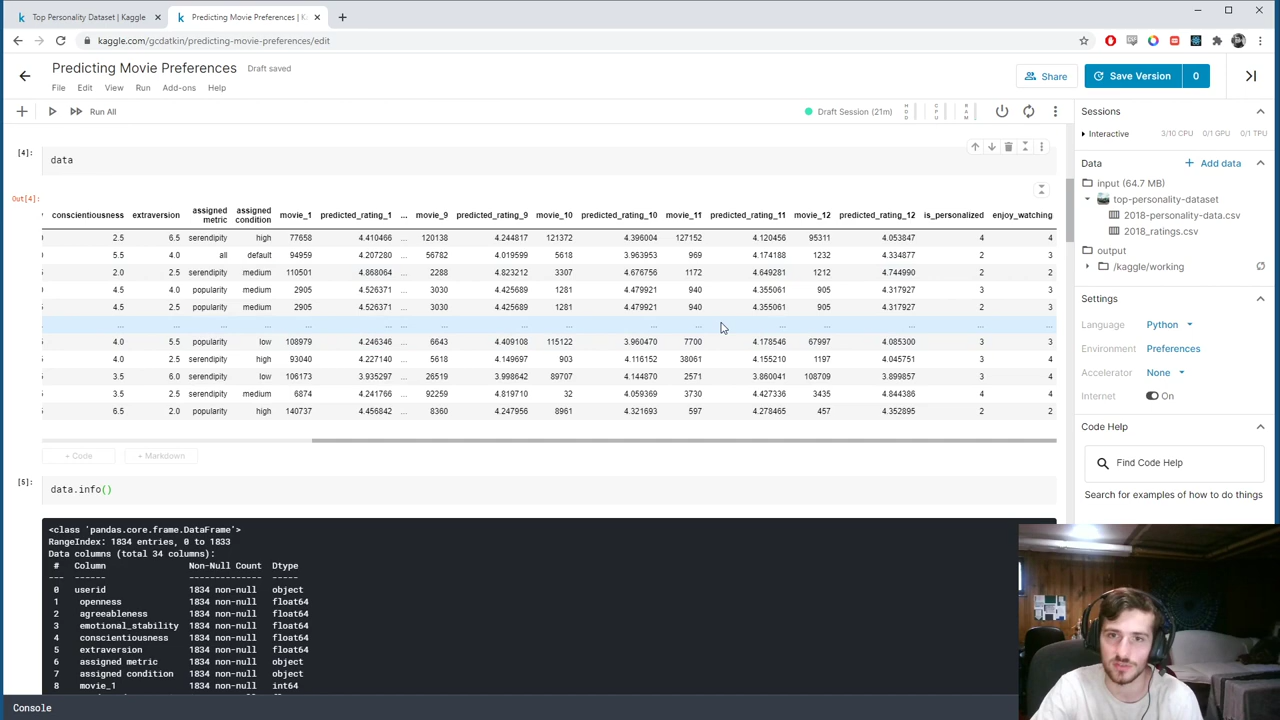 Top Personality Dataset | Kaggle
Predicting Movie Preferences | K
kaggle.com/gcdatkin/predicting-movie-preferences/edit
Predicting Movie Preferences Draft saved
File Edit View Run Add-ons Help
Share
Save Version 0
Run All
Draft Session (21m)
HDD CPU RAM
[4]:
data
Out[4]:
conscientiousness extraversion assigned metric assigned condition movie_1 predicted_rating_1 ... movie_9 predicted_rating_9 movie_10 predicted_rating_10 movie_11 predicted_rating_11 movie_12 predicted_rating_12 is_personalized enjoy_watching
2.5 6.5 serendipity high 77658 4.410466 ... 120138 4.244817 121372 4.396004 127152 4.120456 95311 4.053847 4 4
5.5 4.0 all default 94959 4.207280 ... 56782 4.019599 5618 3.963953 969 4.174188 1232 4.334877 2 3
2.0 2.5 serendipity medium 110501 4.868064 ... 2288 4.823212 3307 4.676756 1172 4.649281 1212 4.744990 2 2
4.5 4.0 popularity medium 2905 4.526371 ... 3030 4.425689 1281 4.479921 940 4.355061 905 4.317927 3 3
4.5 2.5 popularity medium 2905 4.526371 ... 3030 4.425689 1281 4.479921 940 4.355061 905 4.317927 2 3
... ... ... ... ... ... ... ... ... ... ... ... ... ... ... ... ...
4.0 5.5 popularity low 108979 4.246346 ... 6643 4.409108 115122 3.960470 7700 4.178546 67997 4.085300 3 3
4.0 2.5 serendipity high 93040 4.227140 ... 5618 4.149697 903 4.116152 38061 4.155210 1197 4.045751 3 4
3.5 6.0 serendipity low 106173 3.935297 ... 26519 3.998642 89707 4.144870 2571 3.860041 108709 3.899857 3 4
3.5 2.5 serendipity medium 6874 4.241766 ... 92259 4.819710 32 4.059369 3730 4.427336 3435 4.844386 4 4
6.5 2.0 popularity high 140737 4.456842 ... 8360 4.247956 8961 4.321693 597 4.278465 457 4.352895 2 2
+ Code + Markdown
[5]:
data.info()
<class 'pandas.core.frame.DataFrame'>
RangeIndex: 1834 entries, 0 to 1833
Data columns (total 34 columns):
# Column Non-Null Count Dtype
--- ------ -------------- -----
0 userid 1834 non-null object
1 openness 1834 non-null float64
2 agreeableness 1834 non-null float64
3 emotional_stability 1834 non-null float64
4 conscientiousness 1834 non-null float64
5 extraversion 1834 non-null float64
6 assigned metric 1834 non-null object
7 assigned condition 1834 non-null object
8 movie_1 1834 non-null int64
Console
Sessions
Interactive 3/10 CPU 0/1 GPU 0/1 TPU
Data + Add data
input (64.7 MB)
top-personality-dataset
2018-personality-data.csv
2018_ratings.csv
output
/kaggle/working
Settings
Language Python
Environment Preferences
Accelerator None
Internet On
Code Help
Find Code Help
Search for examples of how to do things